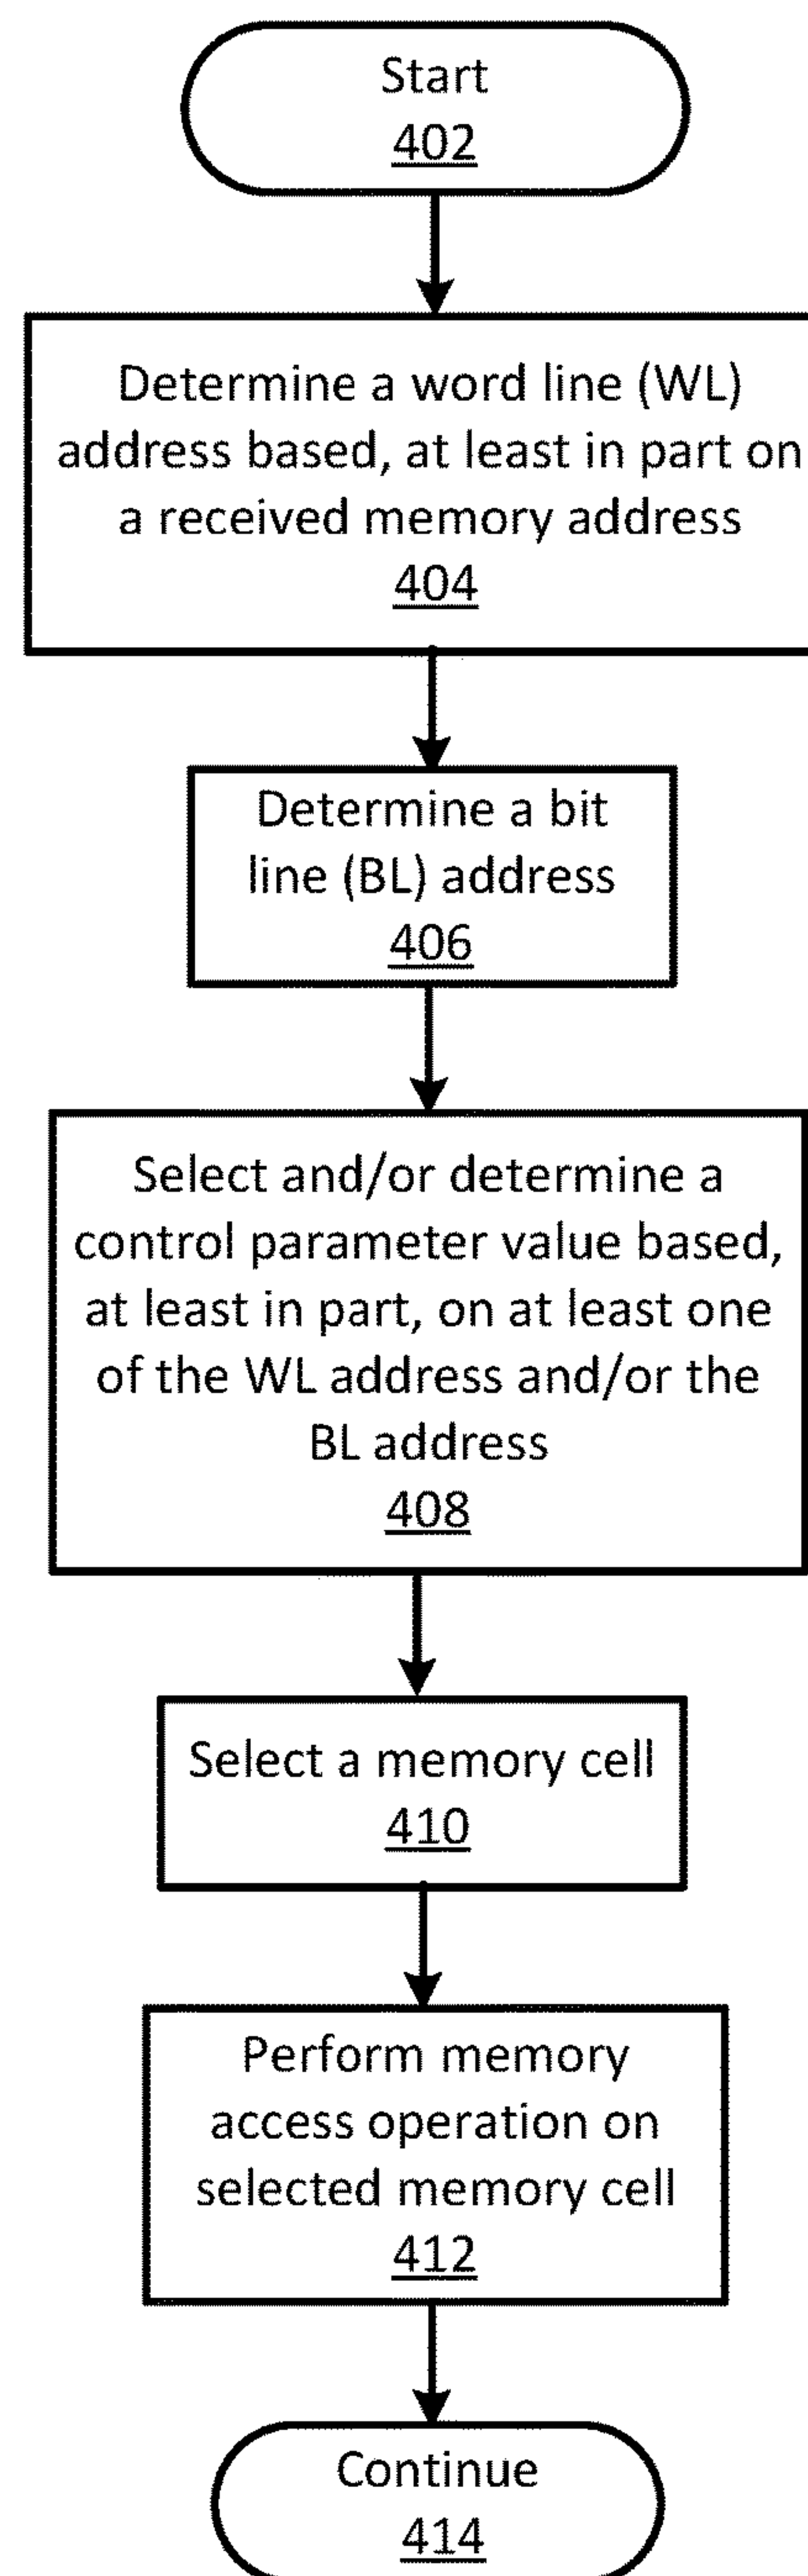 Start
402
Determine a word line (WL)
address based, at least in part on
a received memory address
404
Determine a bit
line (BL) address
406
Select and/or determine a
control parameter value based,
at least in part, on at least one
of the WL address and/or the
BL address
408
Select a memory cell
410
Perform memory
access operation on
selected memory cell
412
Continue
414